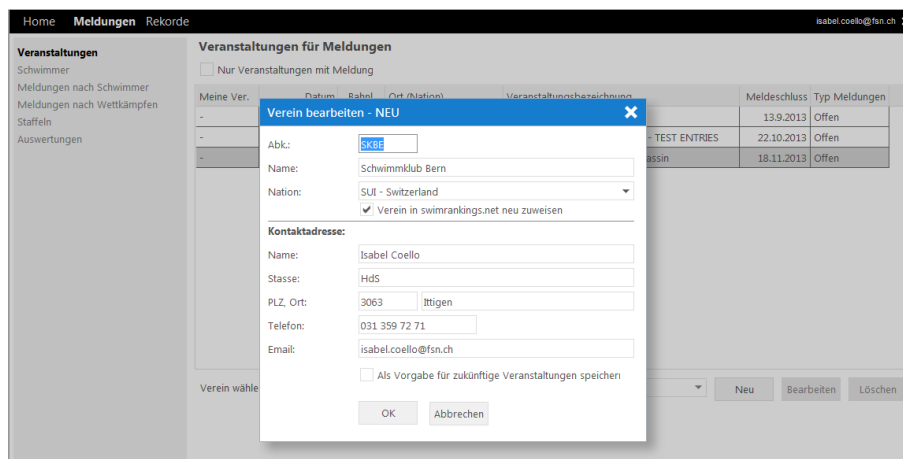 Home Meldungen Rekorde isabel.coello@fsn.ch
Veranstaltungen
Schwimmer
Meldungen nach Schwimmer
Meldungen nach Wettkämpfen
Staffeln
Auswertungen
Veranstaltungen für Meldungen
Nur Veranstaltungen mit Meldung
Meine Ver. Datum Bahnl. Ort (Nation) Veranstaltungsbezeichnung Meldeschluss Typ Meldungen
- 13.9.2013 Offen
- - TEST ENTRIES 22.10.2013 Offen
- assin 18.11.2013 Offen
Verein bearbeiten - NEU
Abk.: SKBE
Name: Schwimmklub Bern
Nation: SUI - Switzerland
Verein in swimrankings.net neu zuweisen
Kontaktadresse:
Name: Isabel Coello
Stasse: HdS
PLZ, Ort: 3063 Ittigen
Telefon: 031 359 72 71
Email: isabel.coello@fsn.ch
Als Vorgabe für zukünftige Veranstaltungen speichern
OK Abbrechen
Verein wähle Neu Bearbeiten Löschen